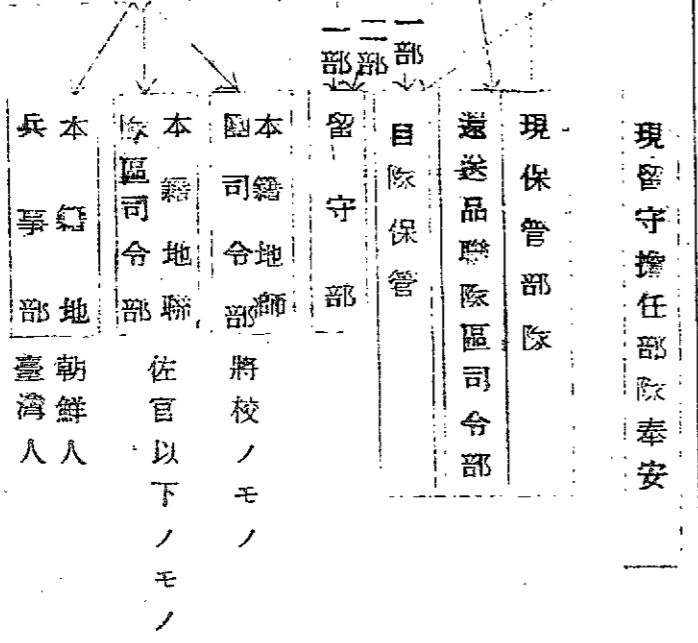 現留守擔任部隊奉安
現保管部隊
還送品聯隊區司令部
自隊保管
一部
二部
一部
留守部
本籍地師
團司令部
將校ノモノ
本籍地聯
隊區司令部
佐官以下ノモノ
本籍地
兵事部
朝鮮人
臺灣人